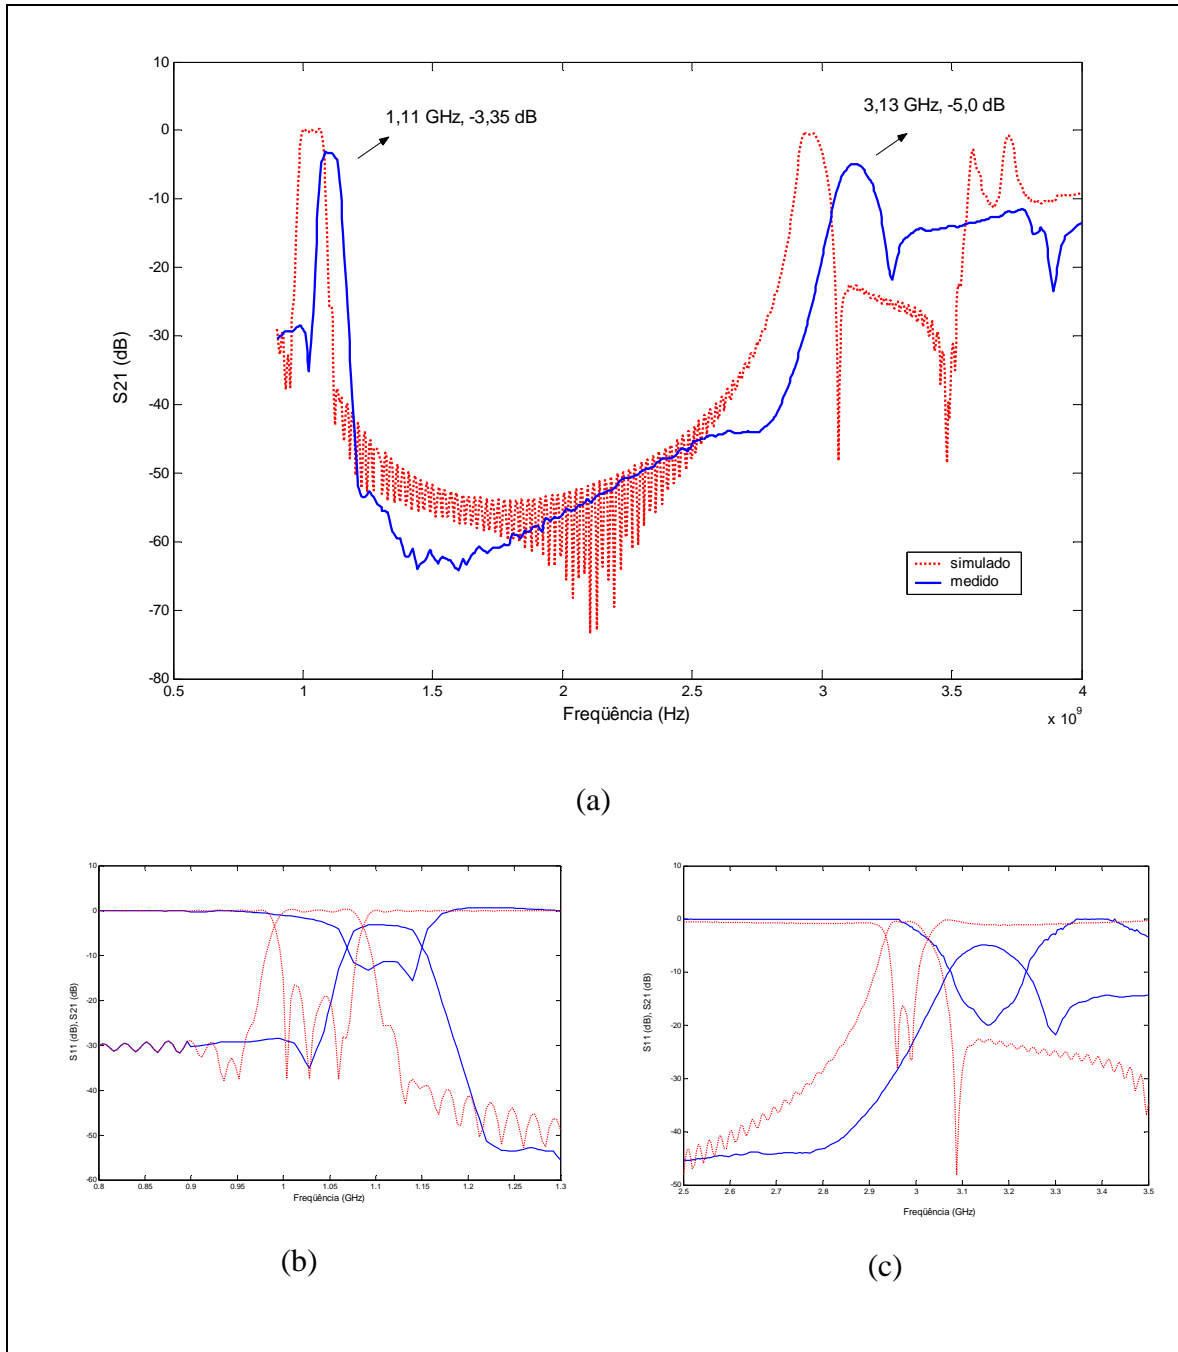 10
0
-10
-20
-30
-40
-50
-60
-70
-80
S21 (dB)
1,11 GHz, -3,35 dB
3,13 GHz, -5,0 dB
simulado
medido
0.5 1 1.5 2 2.5 3 3.5 4
Freqüência (Hz)
x 10^9
(a)
10
0
-10
-20
-30
-40
-50
-60
S11 (dB), S21 (dB)
0.8 0.85 0.9 0.95 1 1.05 1.1 1.15 1.2 1.25 1.3
Freqüência (GHz)
(b)
10
0
-10
-20
-30
-40
-50
S11 (dB), S21 (dB)
2.5 2.6 2.7 2.8 2.9 3 3.1 3.2 3.3 3.4 3.5
Freqüência (GHz)
(c)